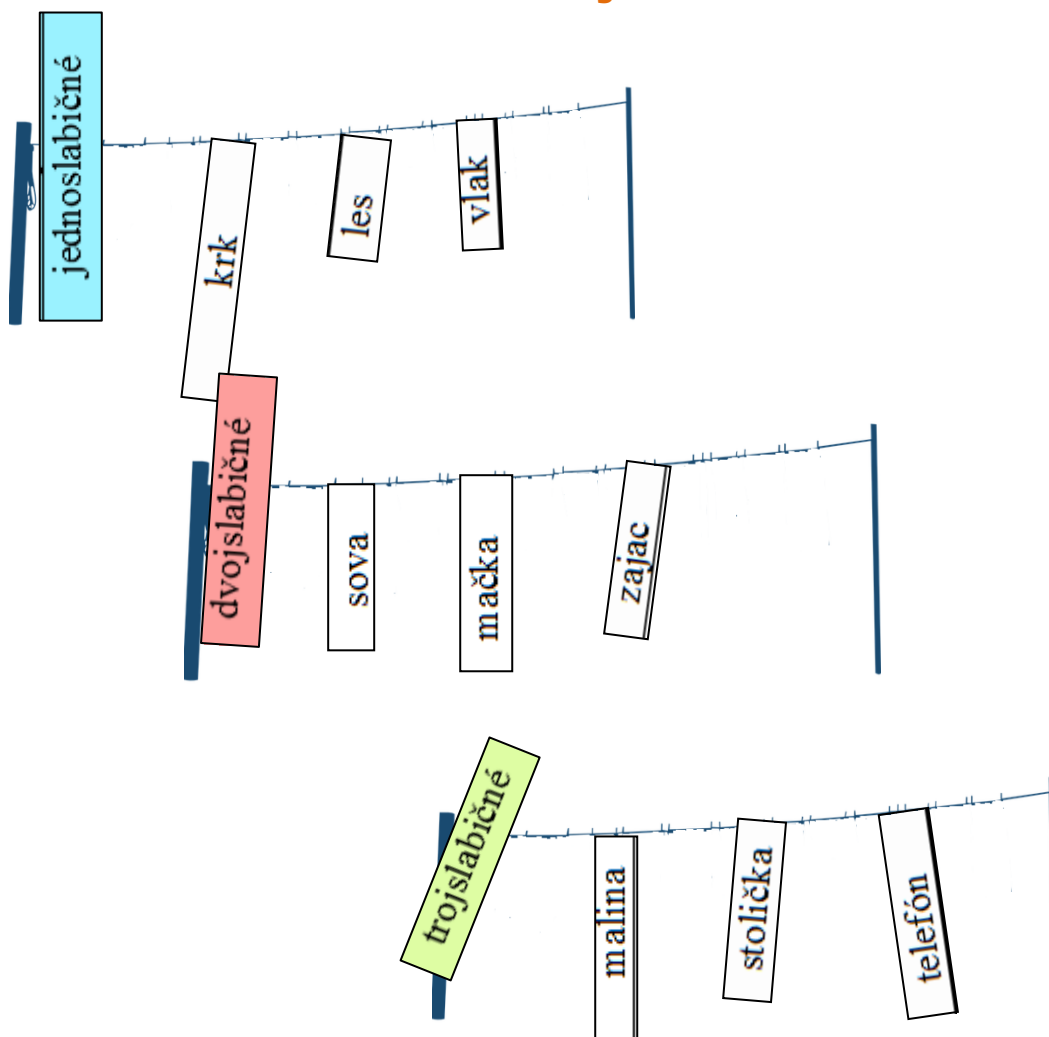 jednoslabičné
krk
les
vlak
dvojslabičné
sova
mačka
zajac
trojslabičné
malina
stolička
telefón